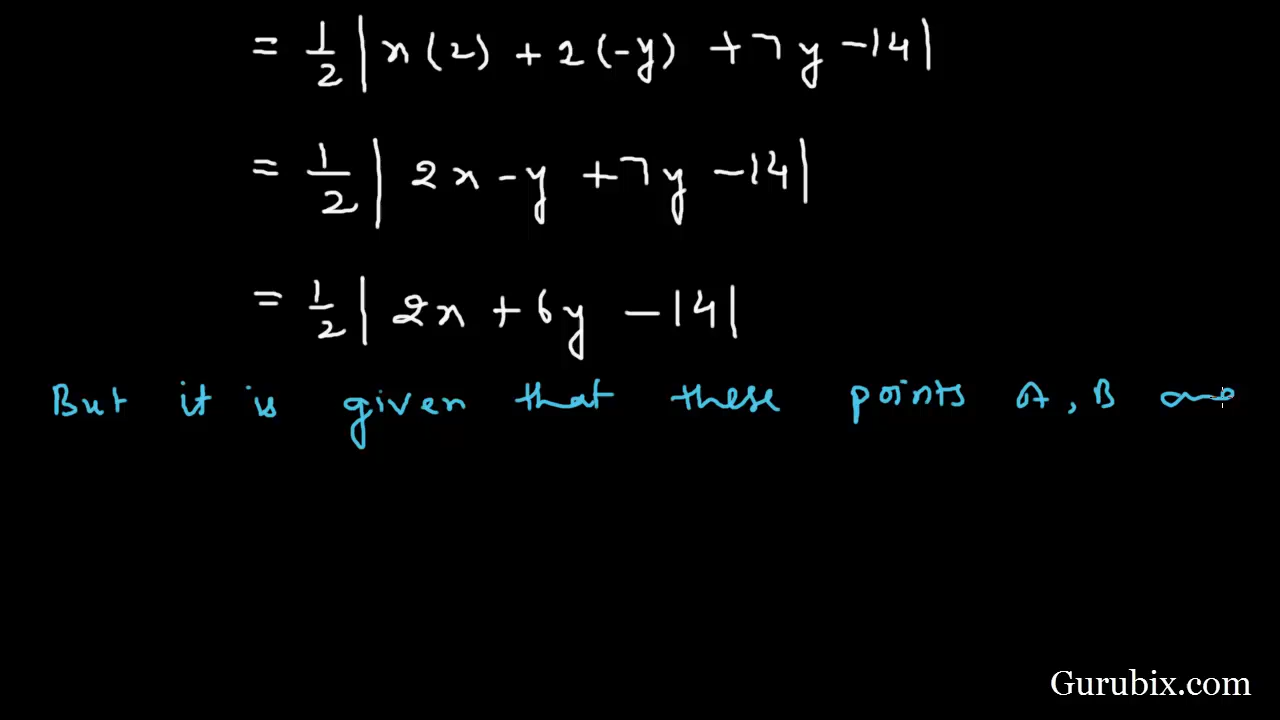 = 1/2 | x(2) + 2(-y) + 7y - 14 |
= 1/2 | 2x - y + 7y - 14 |
= 1/2 | 2x + 6y - 14 |
But it is given that these points A, B an
Gurubix.com